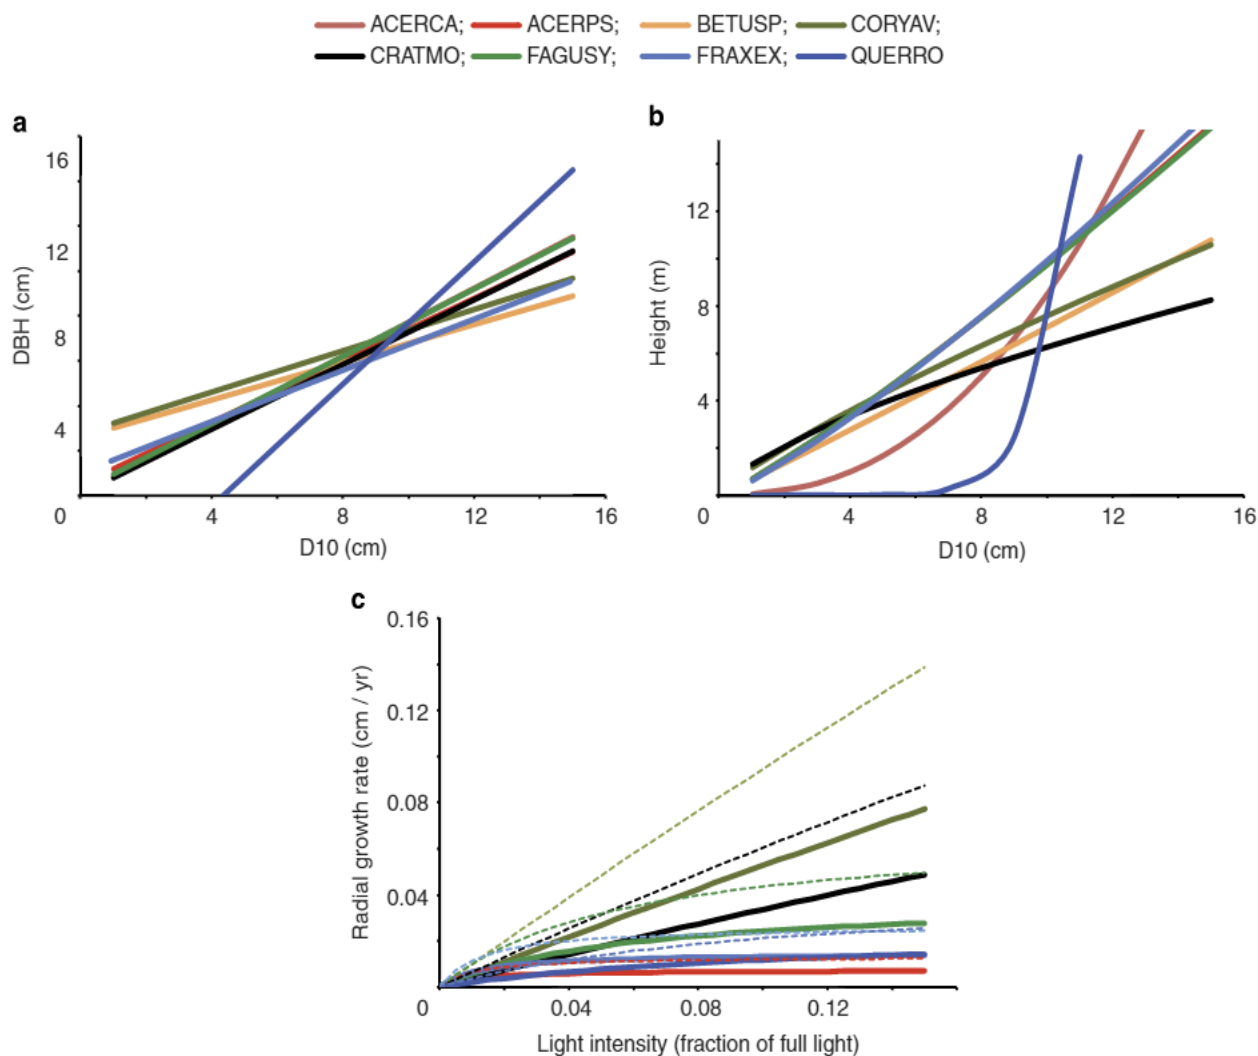 ACERCA; ACERPS; BETUSP; CORYAV;
CRATMO; FAGUSY; FRAXEX; QUERRO
a
16
12
8
4
0 4 8 12 16
DBH (cm)
D10 (cm)
b
12
8
4
0 4 8 12 16
Height (m)
D10 (cm)
c
0.16
0.12
0.08
0.04
0 0.04 0.08 0.12
Radial growth rate (cm / yr)
Light intensity (fraction of full light)